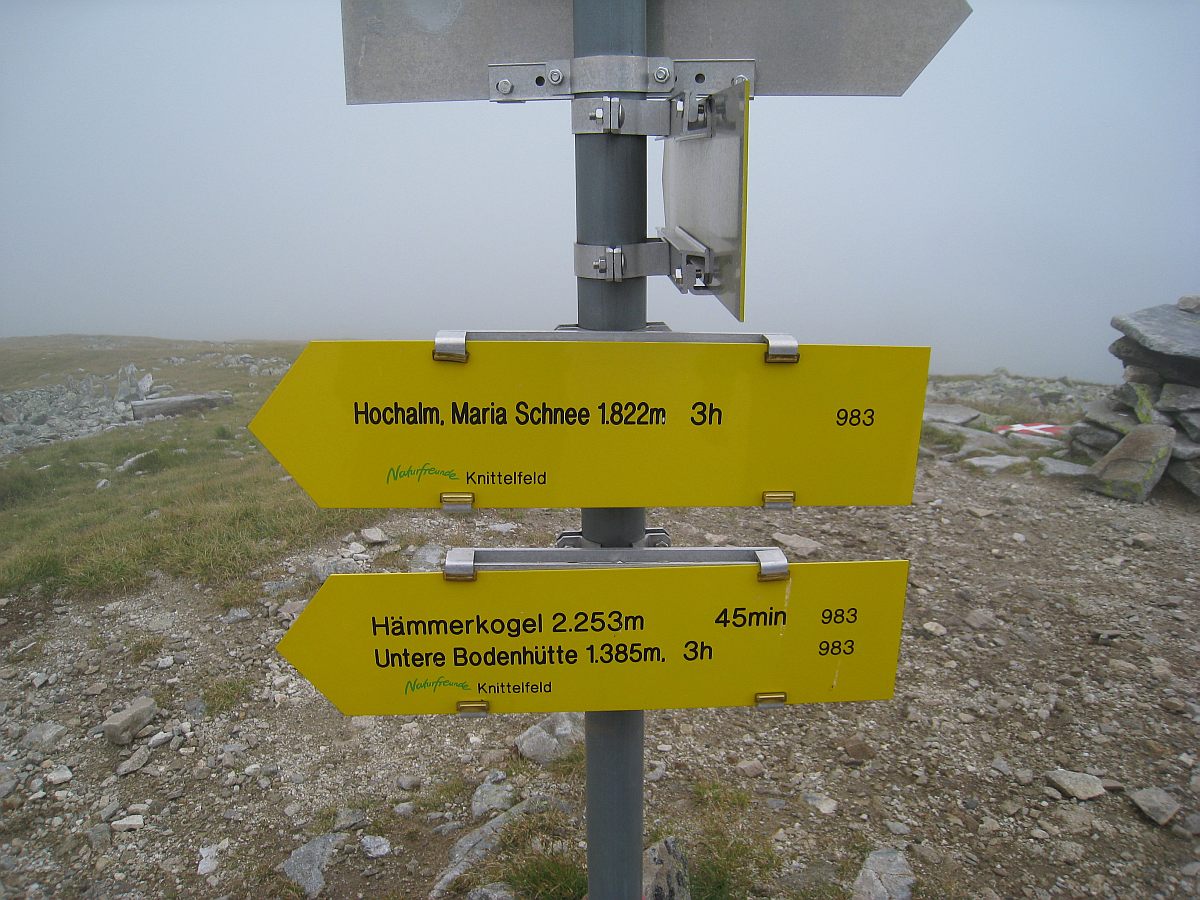 Hochalm, Maria Schnee 1.822m 3h 983
Naturfreunde Knittelfeld
Hämmerkogel 2.253m 45min 983
Untere Bodenhütte 1.385m. 3h 983
Naturfreunde Knittelfeld